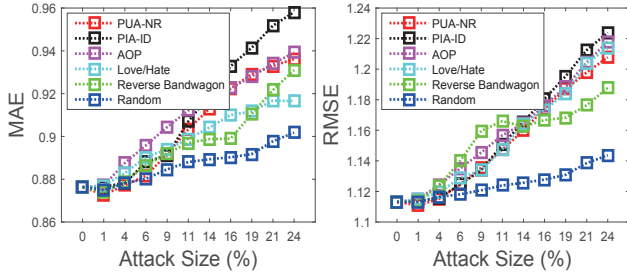 0.96
0.94
0.92
0.9
0.88
0.86
MAE
PUA-NR
PIA-ID
AOP
Love/Hate
Reverse Bandwagon
Random
0 1 4 6 9 11 14 16 19 21 24
Attack Size (%)
1.24
1.22
1.2
1.18
1.16
1.14
1.12
1.1
RMSE
PUA-NR
PIA-ID
AOP
Love/Hate
Reverse Bandwagon
Random
0 1 4 6 9 11 14 16 19 21 24
Attack Size (%)